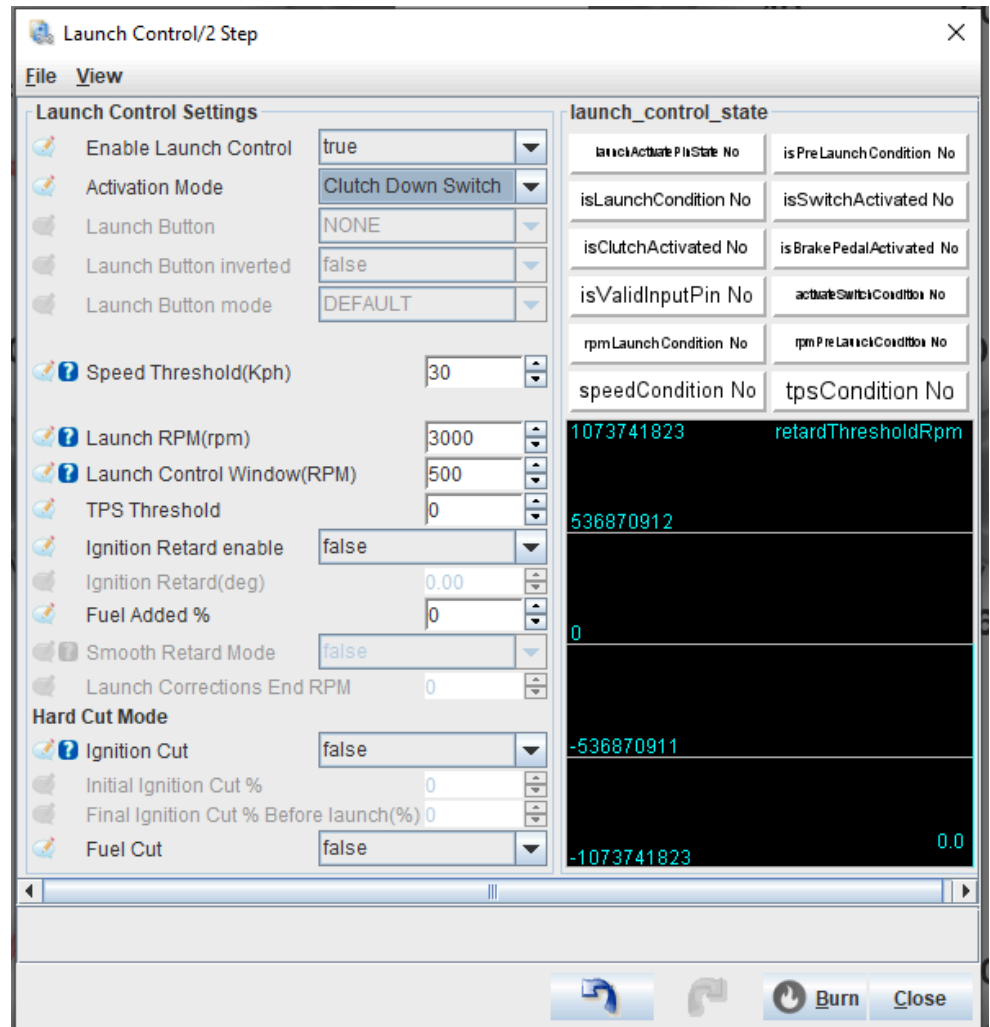 Launch Control/2 Step
File View
Launch Control Settings
Enable Launch Control true
Activation Mode Clutch Down Switch
Launch Button NONE
Launch Button inverted false
Launch Button mode DEFAULT
Speed Threshold(Kph) 30
Launch RPM(rpm) 3000
Launch Control Window(RPM) 500
TPS Threshold 0
Ignition Retard enable false
Ignition Retard(deg) 0.00
Fuel Added % 0
Smooth Retard Mode false
Launch Corrections End RPM 0
Hard Cut Mode
Ignition Cut false
Initial Ignition Cut % 0
Final Ignition Cut % Before launch(%) 0
Fuel Cut false
launch_control_state
launchActivatePinState No isPreLaunchCondition No
isLaunchCondition No isSwitchActivated No
isClutchActivated No isBrakePedalActivated No
isValidInputPin No activateSwitchCondition No
rpmLaunchCondition No rpmPreLaunchCondition No
speedCondition No tpsCondition No
1073741823 retardThresholdRpm
536870912
0
-536870911
0.0
-1073741823
Burn Close